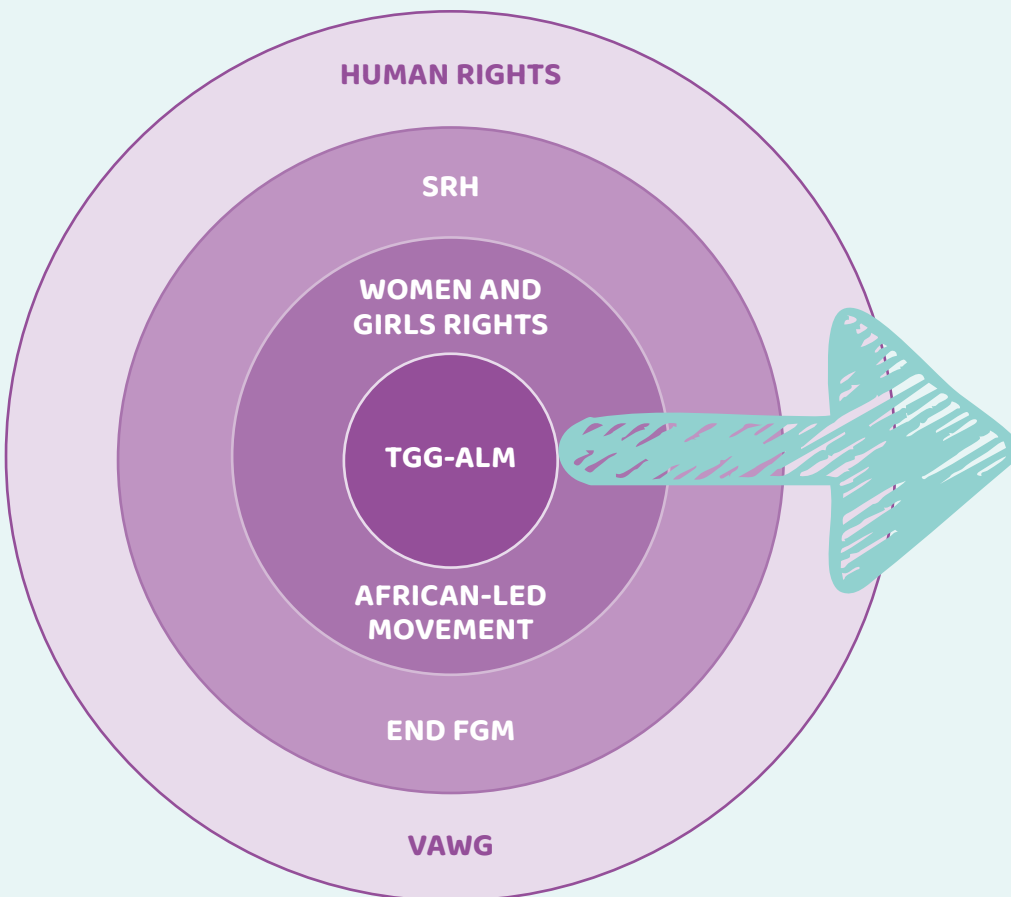 HUMAN RIGHTS
SRH
WOMEN AND
GIRLS RIGHTS
TGG-ALM
AFRICAN-LED
MOVEMENT
END FGM
VAWG